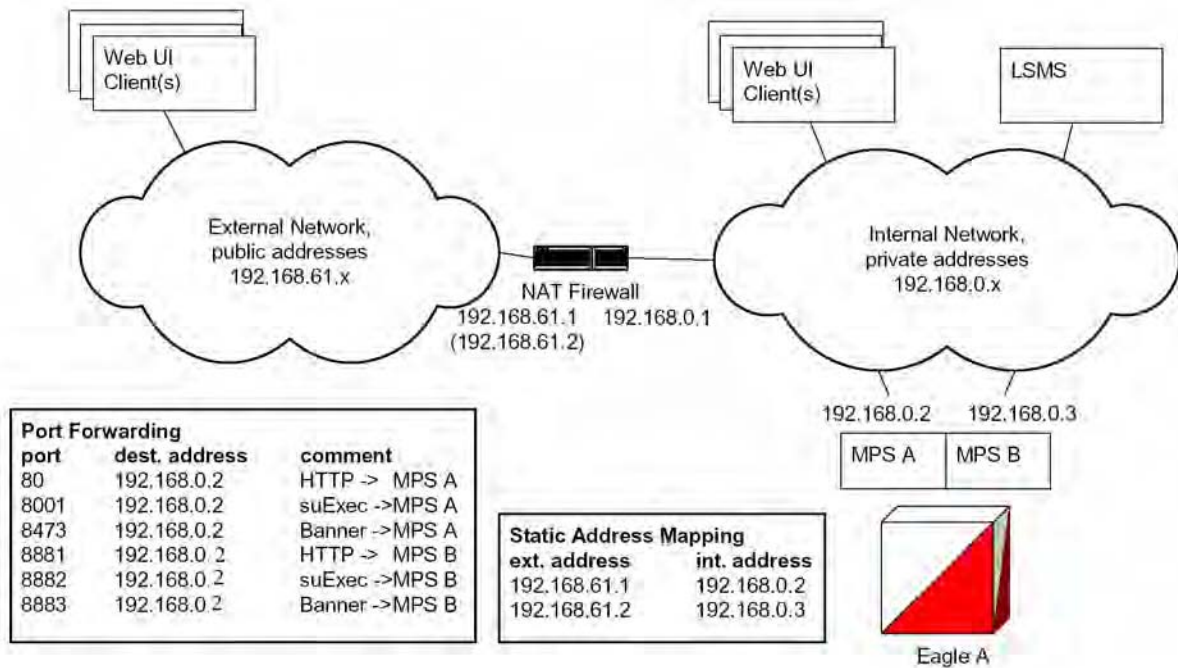 Web UI
Client(s)
Web UI
Client(s)
LSMS
External Network,
public addresses
192.168.61.x
Internal Network,
private addresses
192.168.0.x
NAT Firewall
192.168.61.1 192.168.0.1
(192.168.61.2)
192.168.0.2 192.168.0.3
MPS A MPS B
Port Forwarding
port dest. address comment
80 192.168.0.2 HTTP -> MPS A
8001 192.168.0.2 suExec ->MPS A
8473 192.168.0.2 Banner ->MPS A
8881 192.168.0.2 HTTP -> MPS B
8882 192.168.0.2 suExec ->MPS B
8883 192.168.0.2 Banner ->MPS B
Static Address Mapping
ext. address int. address
192.168.61.1 192.168.0.2
192.168.61.2 192.168.0.3
Eagle A